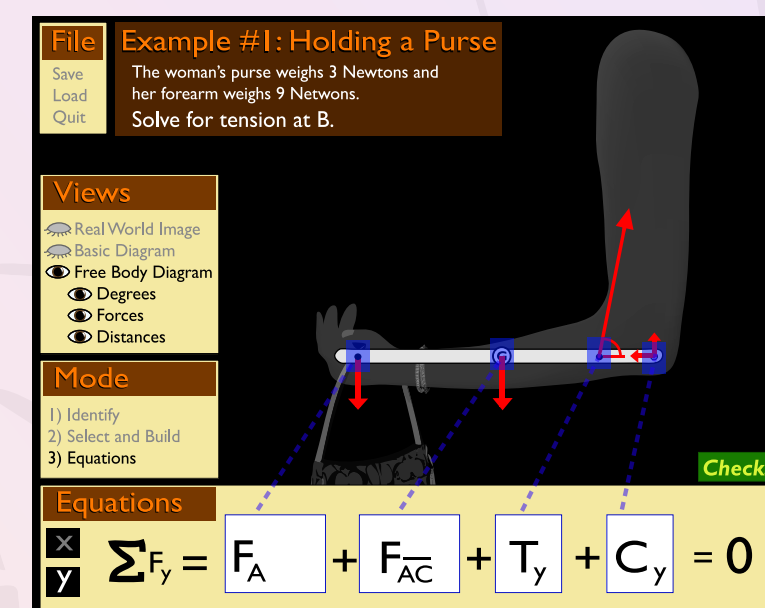 File
Save
Load
Quit
Example #1: Holding a Purse
The woman's purse weighs 3 Newtons and
her forearm weighs 9 Netwons.
Solve for tension at B.
Views
Real World Image
Basic Diagram
Free Body Diagram
Degrees
Forces
Distances
Mode
1) Identify
2) Select and Build
3) Equations
Check
Equations
x
y
ΣFy = FA + FAC̅ + Ty + Cy = 0